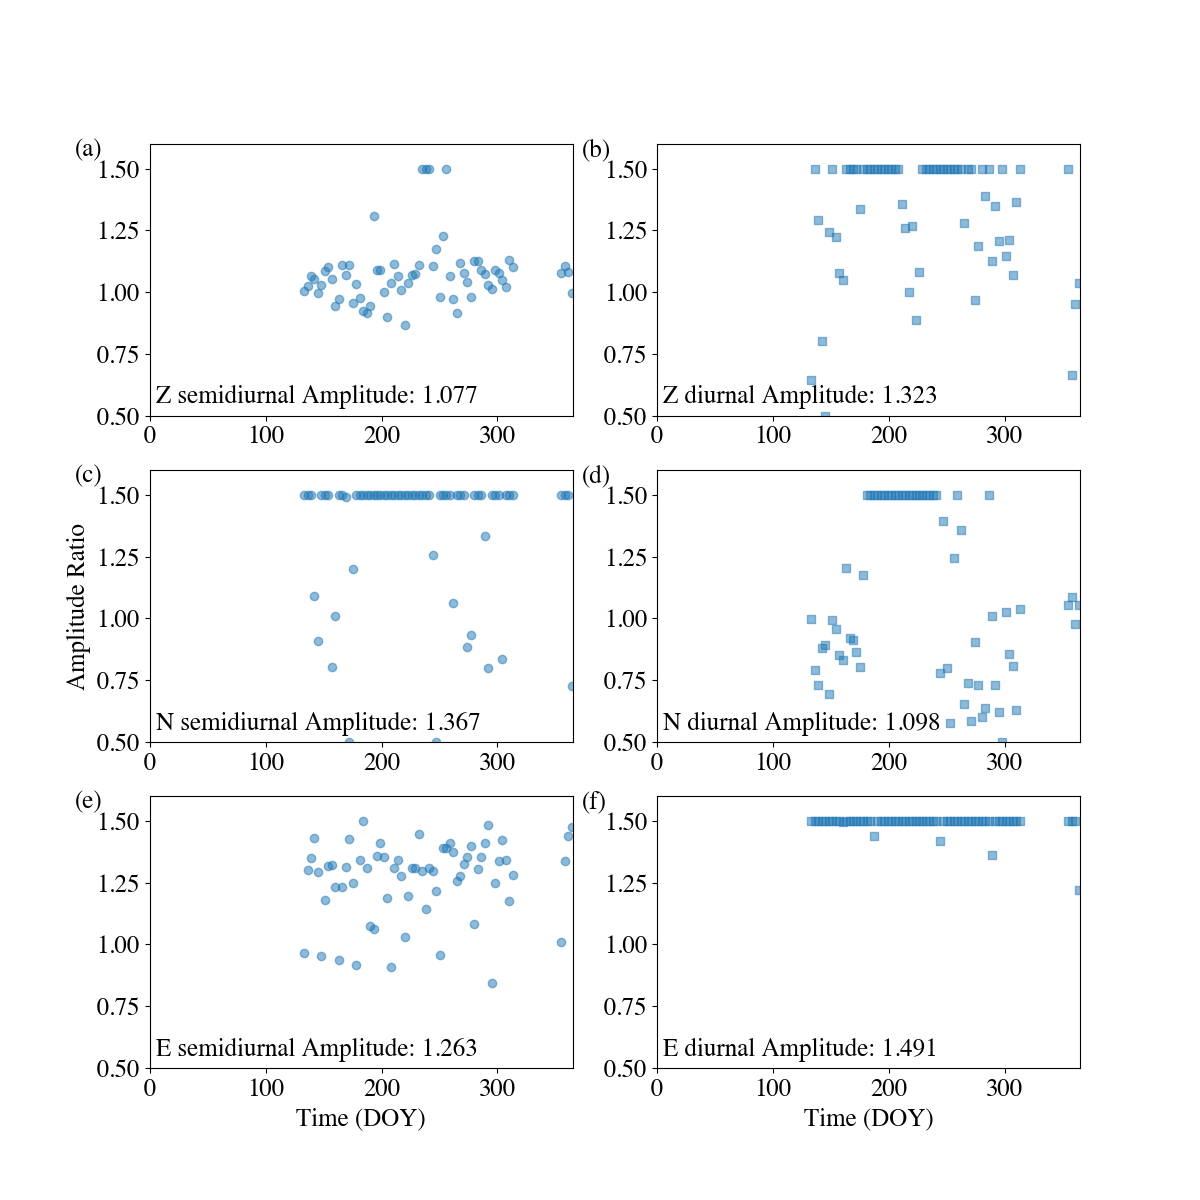 (a)
1.50
1.25
1.00
0.75
0.50
Z semidiurnal Amplitude: 1.077
0 100 200 300
(b)
1.50
1.25
1.00
0.75
0.50
Z diurnal Amplitude: 1.323
0 100 200 300
Amplitude Ratio
(c)
1.50
1.25
1.00
0.75
0.50
N semidiurnal Amplitude: 1.367
0 100 200 300
(d)
1.50
1.25
1.00
0.75
0.50
N diurnal Amplitude: 1.098
0 100 200 300
(e)
1.50
1.25
1.00
0.75
0.50
E semidiurnal Amplitude: 1.263
0 100 200 300
Time (DOY)
(f)
1.50
1.25
1.00
0.75
0.50
E diurnal Amplitude: 1.491
0 100 200 300
Time (DOY)